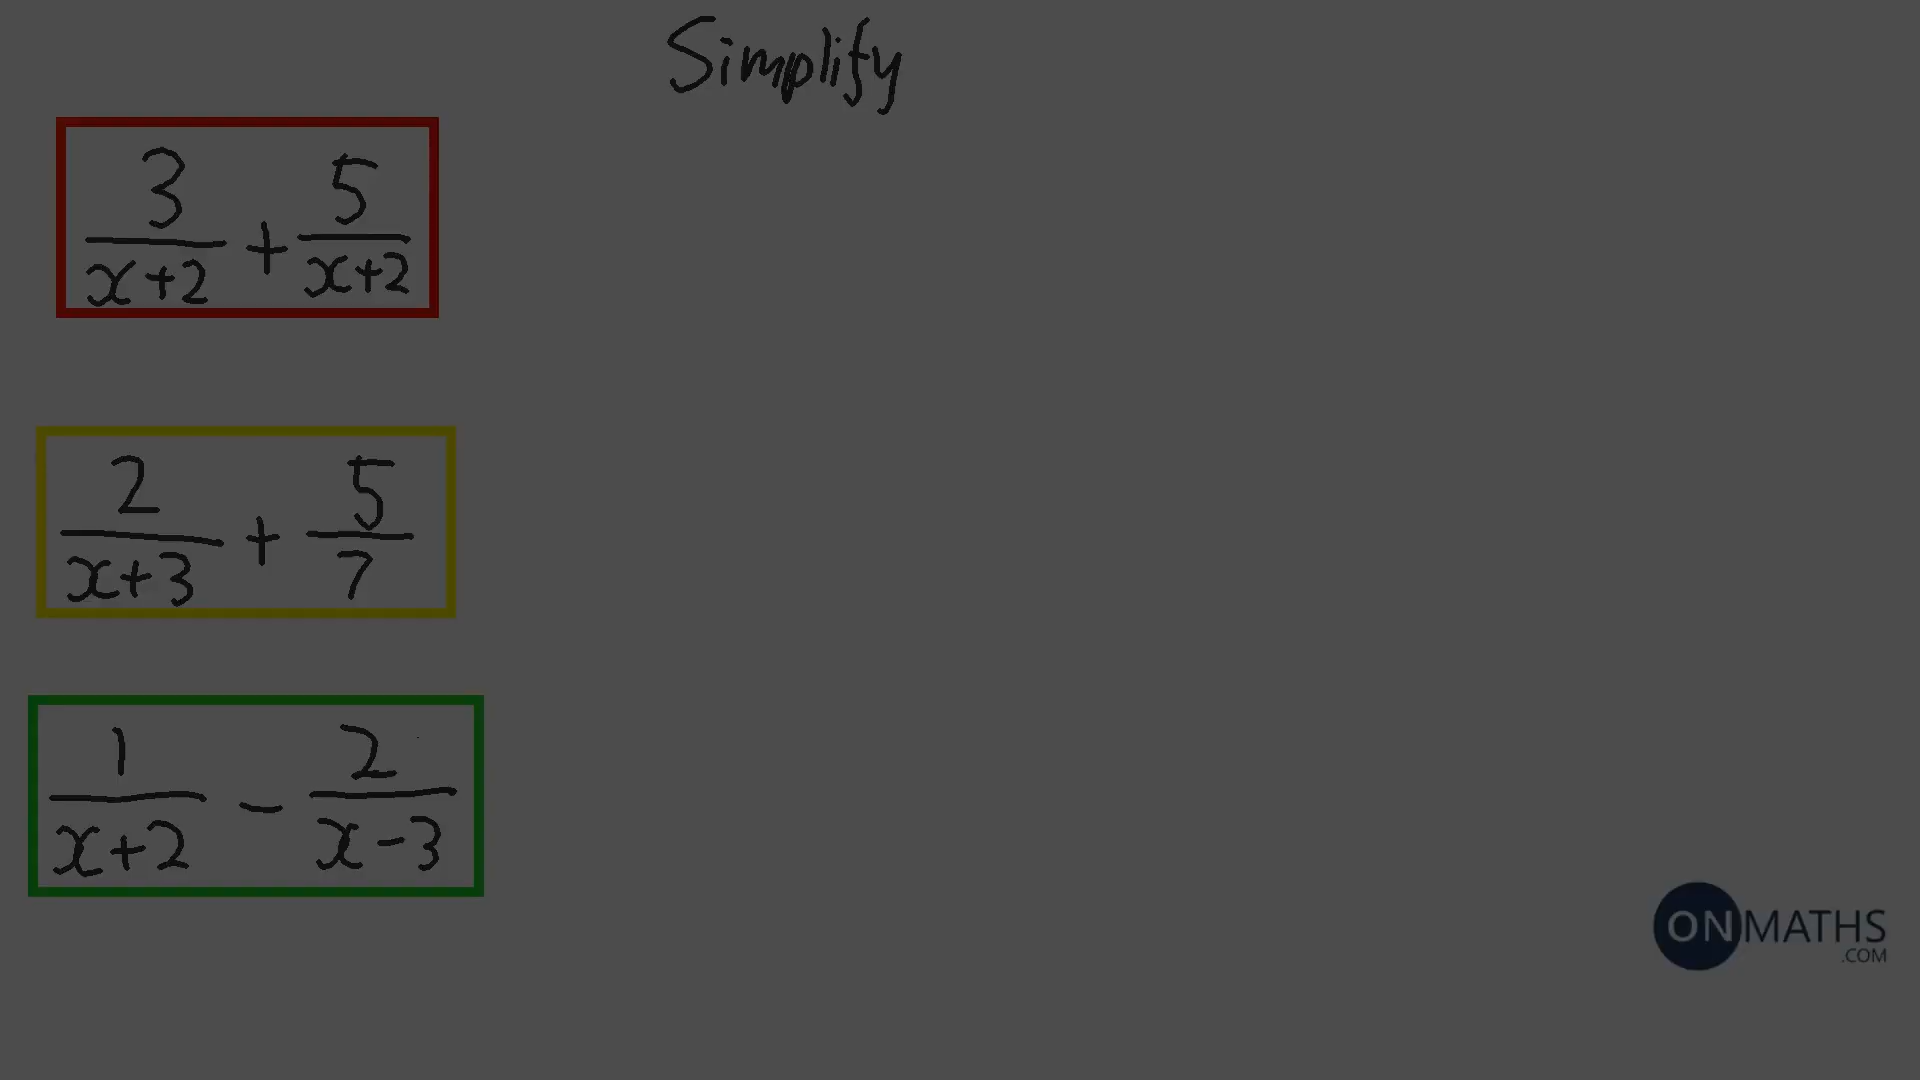 Simplify
3/(x+2) + 5/(x+2)
2/(x+3) + 5/7
1/(x+2) - 2/(x-3)
ONMATHS
.COM